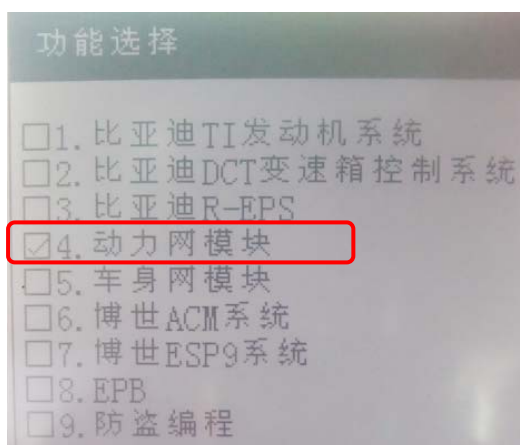 功能选择
1. 比亚迪TI发动机系统
2. 比亚迪DCT变速箱控制系统
3. 比亚迪R-EPS
4. 动力网模块
5. 车身网模块
6. 博世ACM系统
7. 博世ESP9系统
8. EPB
9. 防盗编程